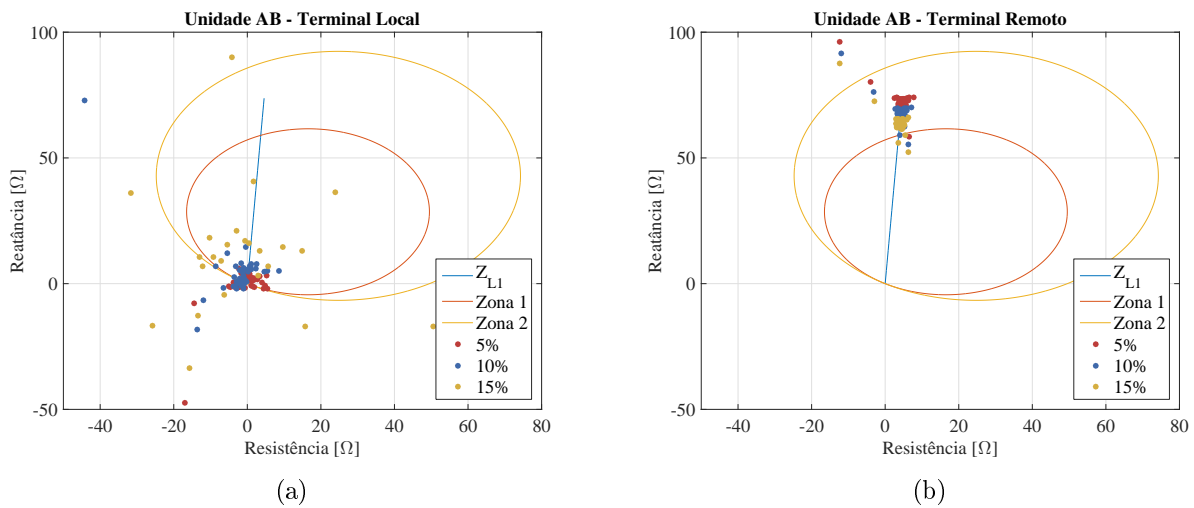 Unidade AB - Terminal Local
100
50
0
-50
-40
-20
0
20
40
60
80
Reatância [Ω]
Resistência [Ω]
Z_L1
Zona 1
Zona 2
5%
10%
15%
(a)
Unidade AB - Terminal Remoto
100
50
0
-50
-40
-20
0
20
40
60
80
Reatância [Ω]
Resistência [Ω]
Z_L1
Zona 1
Zona 2
5%
10%
15%
(b)